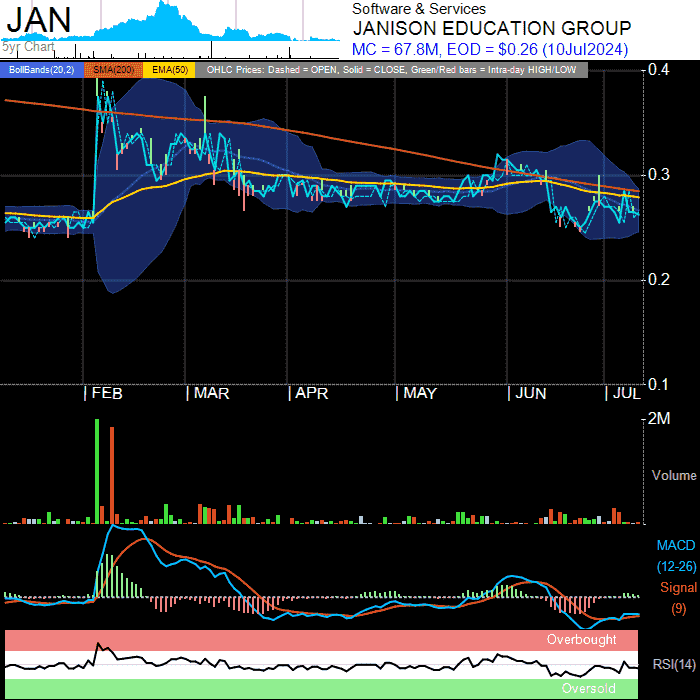 JAN
5yr Chart
Software & Services
JANISON EDUCATION GROUP
MC = 67.8M, EOD = $0.26 (10Jul2024)
BollBands(20,2) SMA(200) EMA(50) OHLC Prices: Dashed = OPEN, Solid = CLOSE, Green/Red bars = Intra-day HIGH/LOW
0.4
0.3
0.2
0.1
FEB MAR APR MAY JUN JUL
2M
Volume
MACD
(12-26)
Signal
(9)
Overbought
RSI(14)
Oversold